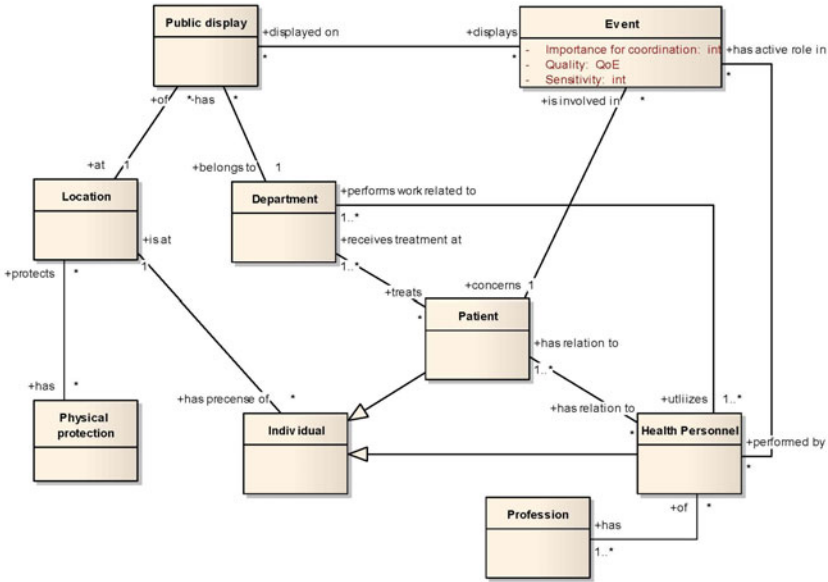 Public display
Event
+displayed on
+displays
*
*
- Importance for coordination: int
- Quality: QoE
- Sensitivity: int
+has active role in
*
+of
*
-has
*
+is involved in
*
+at
1
+belongs to
1
Location
Department
+performs work related to
1..*
+is at
1
+receives treatment at
1..*
+protects
*
+treats
*
+concerns
1
Patient
+has relation to
1..*
+has
*
+has precense of
*
+has relation to
*
+utliizes
1..*
Physical
protection
Individual
Health Personnel
+performed by
*
+of
*
Profession
+has
1..*